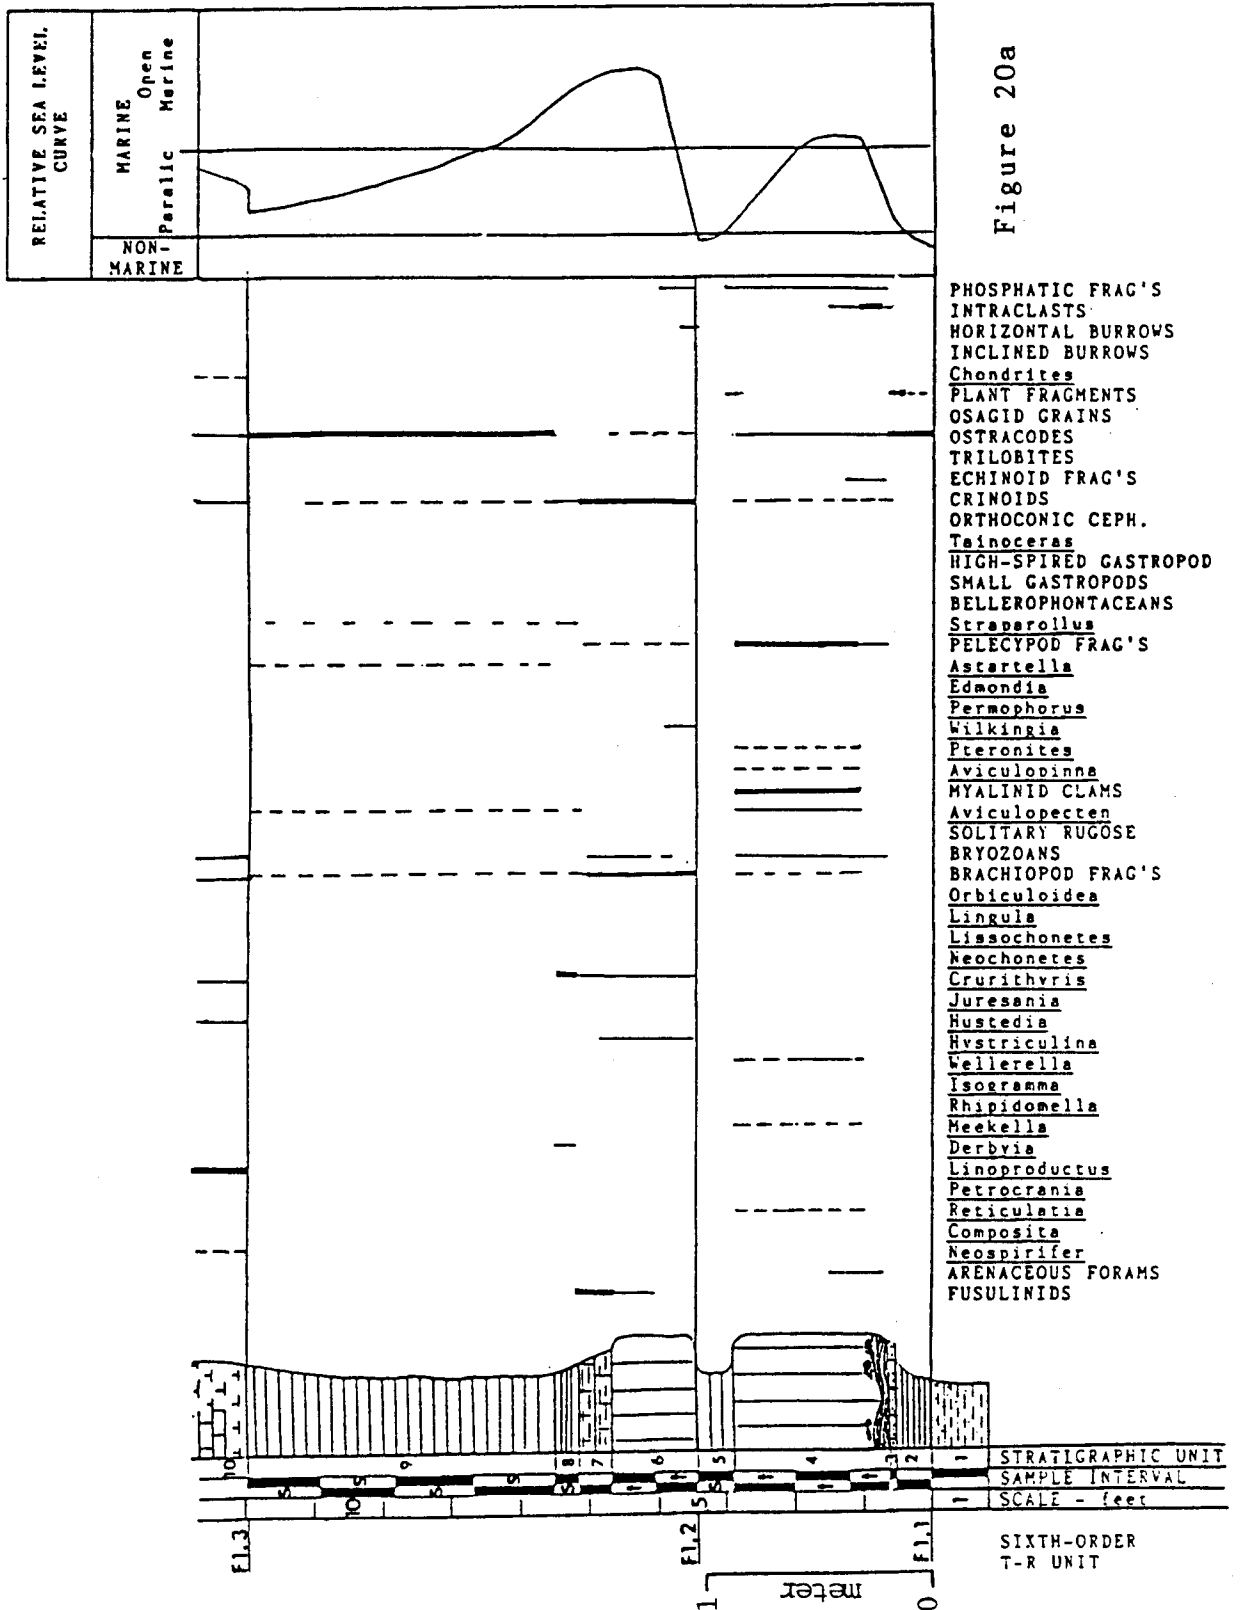 RELATIVE SEA LEVEL
CURVE
MARINE
Open
Paralic Marine
NON-
MARINE
Figure 20a
PHOSPHATIC FRAG'S
INTRACLASTS
HORIZONTAL BURROWS
INCLINED BURROWS
Chondrites
PLANT FRAGMENTS
OSAGID GRAINS
OSTRACODES
TRILOBITES
ECHINOID FRAG'S
CRINOIDS
ORTHOCONIC CEPH.
Tainoceras
HIGH-SPIRED GASTROPOD
SMALL GASTROPODS
BELLEROPHONTACEANS
Straparollus
PELECYPOD FRAG'S
Astartella
Edmondia
Permophorus
Wilkingia
Pteronites
Aviculopinna
MYALINID CLAMS
Aviculopecten
SOLITARY RUGOSE
BRYOZOANS
BRACHIOPOD FRAG'S
Orbiculoidea
Lingula
Lissochonetes
Neochonetes
Crurithyris
Juresania
Hustedia
Hystriculina
Wellerella
Isogramma
Rhipidomella
Meekella
Derbyia
Linoproductus
Petrocrania
Reticulatia
Composita
Neospirifer
ARENACEOUS FORAMS
FUSULINIDS
10 9 8 7 6 5 4 3 2 1 STRATIGRAPHIC UNIT
S S S S S t S t t t SAMPLE INTERVAL
10 5 1 SCALE - feet
F1.3 F1.2 F1.1 SIXTH-ORDER
T-R UNIT
1 meter 0